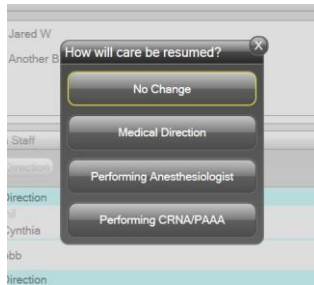 Jared W
Another B
How will care be resumed?
X
No Change
Medical Direction
Performing Anesthesiologist
Performing CRNA/PAAA
Staff
Direction
Direction
Cynthia
Direction